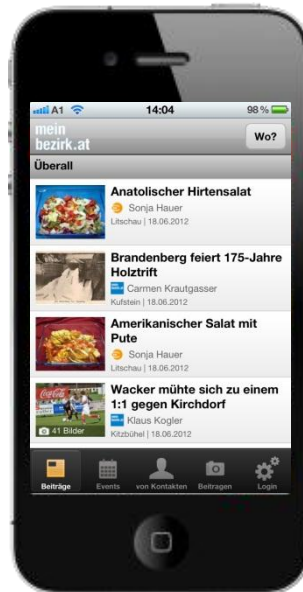 A1 14:04 98 %
mein
bezirk.at
Wo?
Überall
Anatolischer Hirtensalat
Sonja Hauer
Litschau | 18.06.2012
Brandenberg feiert 175-Jahre
Holztrift
Carmen Krautgasser
Kufstein | 18.06.2012
Amerikanischer Salat mit
Pute
Sonja Hauer
Litschau | 18.06.2012
Wacker mühte sich zu einem
1:1 gegen Kirchdorf
Klaus Kogler
Kitzbühel | 18.06.2012
Coca-Cola
41 Bilder
Beiträge Events von Kontakten Beitragen Login